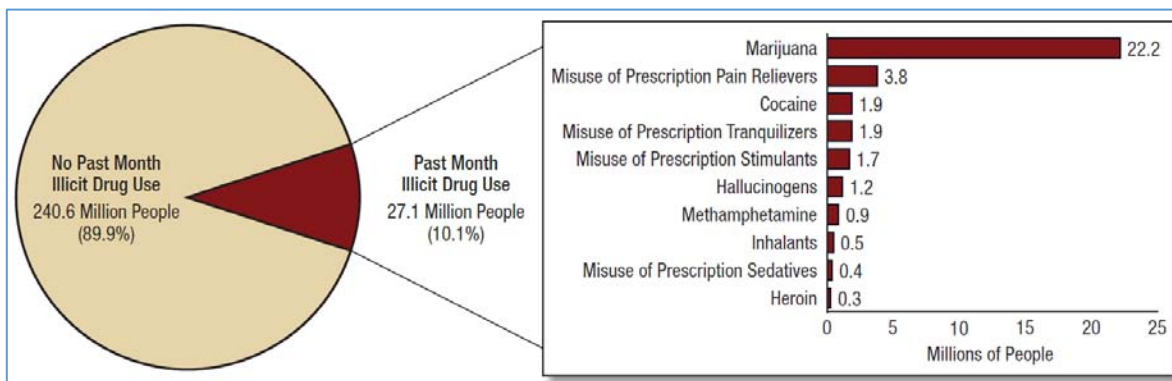 No Past Month
Illicit Drug Use
240.6 Million People
(89.9%)
Past Month
Illicit Drug Use
27.1 Million People
(10.1%)
Marijuana 22.2
Misuse of Prescription Pain Relievers 3.8
Cocaine 1.9
Misuse of Prescription Tranquilizers 1.9
Misuse of Prescription Stimulants 1.7
Hallucinogens 1.2
Methamphetamine 0.9
Inhalants 0.5
Misuse of Prescription Sedatives 0.4
Heroin 0.3
0 5 10 15 20 25
Millions of People